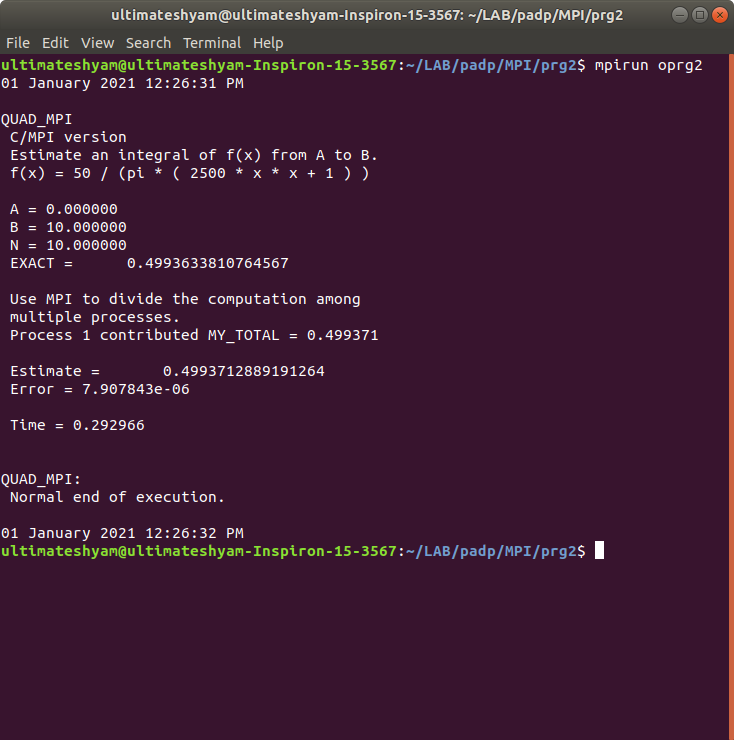 ultimateshyam@ultimateshyam-Inspiron-15-3567: ~/LAB/padp/MPI/prg2
File Edit View Search Terminal Help
ultimateshyam@ultimateshyam-Inspiron-15-3567:~/LAB/padp/MPI/prg2$ mpirun oprg2
01 January 2021 12:26:31 PM
QUAD_MPI
C/MPI version
Estimate an integral of f(x) from A to B.
f(x) = 50 / (pi * ( 2500 * x * x + 1 ) )
A = 0.000000
B = 10.000000
N = 10.000000
EXACT =      0.4993633810764567
Use MPI to divide the computation among
multiple processes.
Process 1 contributed MY_TOTAL = 0.499371
Estimate =       0.4993712889191264
Error = 7.907843e-06
Time = 0.292966
QUAD_MPI:
Normal end of execution.
01 January 2021 12:26:32 PM
ultimateshyam@ultimateshyam-Inspiron-15-3567:~/LAB/padp/MPI/prg2$